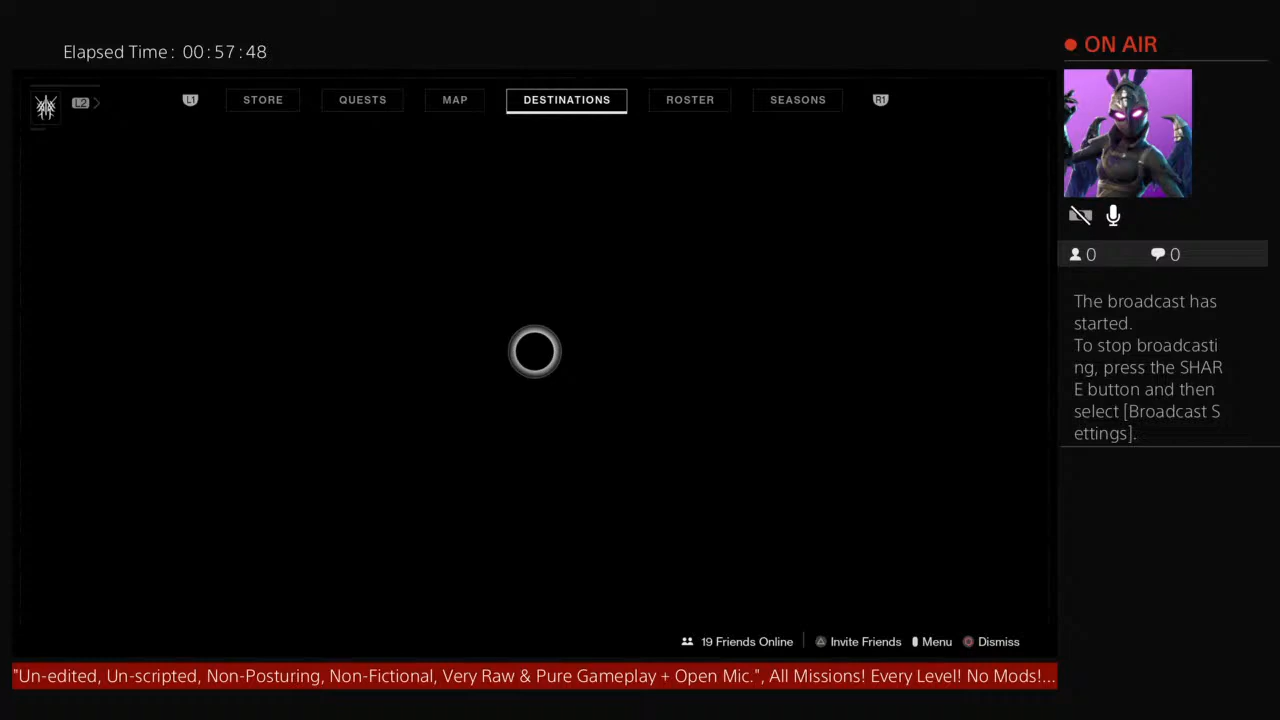 Elapsed Time: 00:57:48
ON AIR
L2
L1
STORE
QUESTS
MAP
DESTINATIONS
ROSTER
SEASONS
R1
0
0
The broadcast has
started.
To stop broadcasti
ng, press the SHAR
E button and then
select [Broadcast S
ettings].
19 Friends Online
Invite Friends
Menu
Dismiss
"Un-edited, Un-scripted, Non-Posturing, Non-Fictional, Very Raw & Pure Gameplay + Open Mic.", All Missions! Every Level! No Mods!...